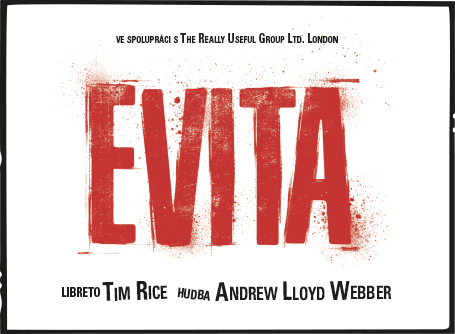 VE SPOLUPRÁCI S THE REALLY USEFUL GROUP LTD. LONDON
EVITA
LIBRETO TIM RICE HUDBA ANDREW LLOYD WEBBER